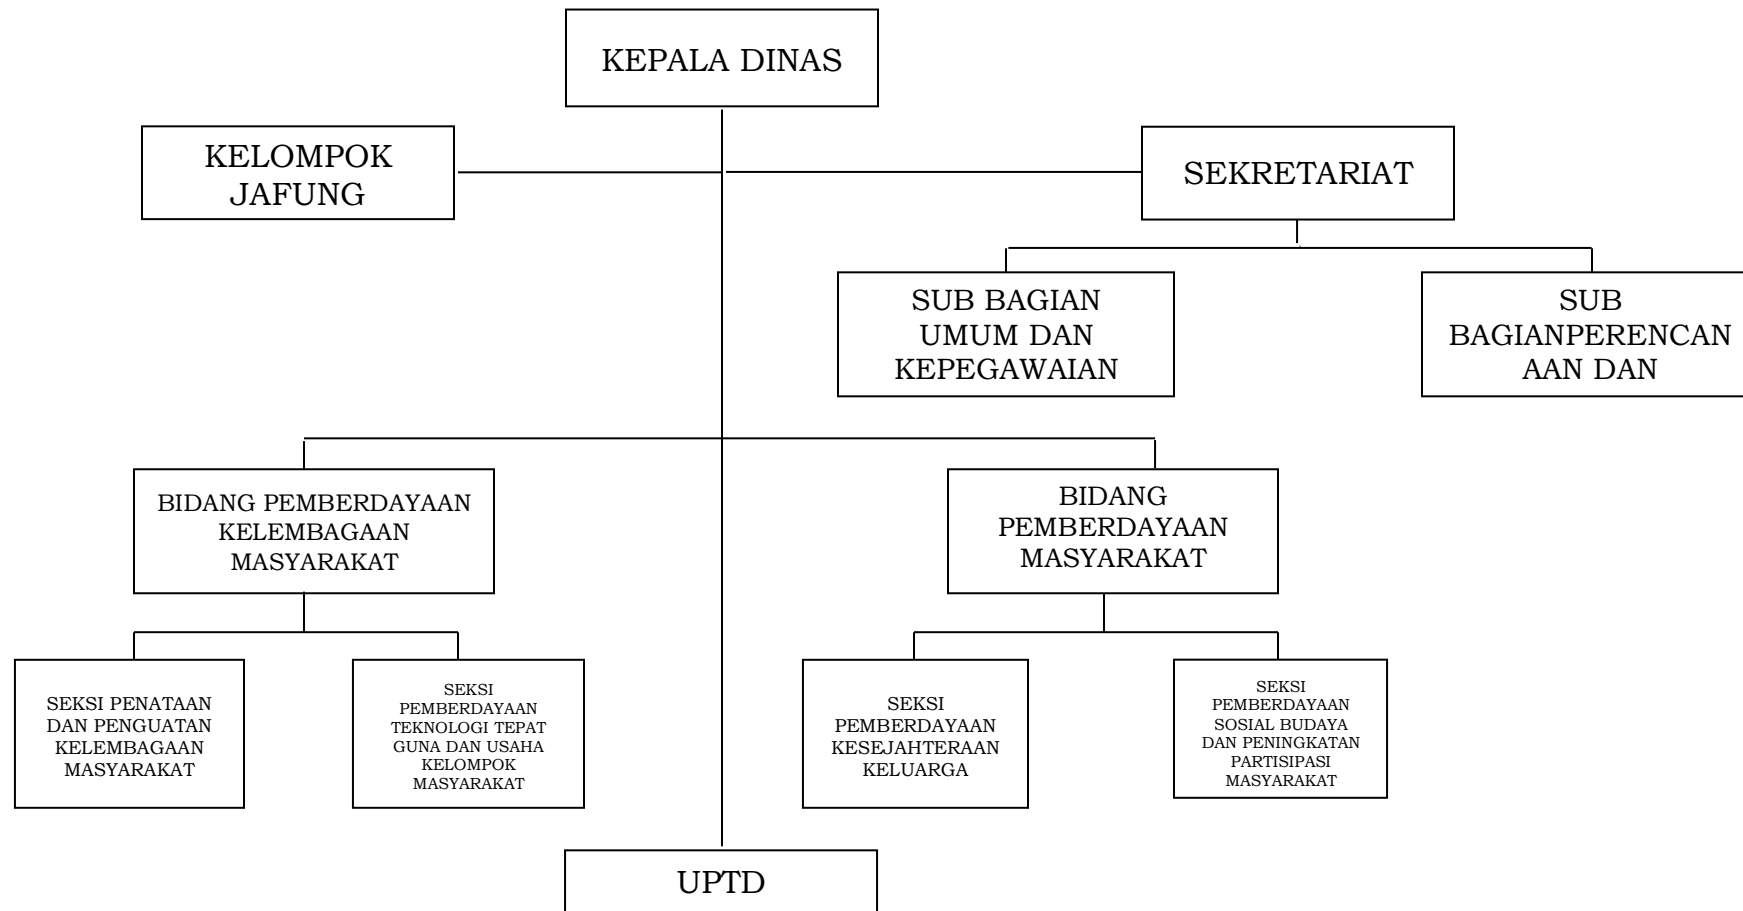 KEPALA DINAS
KELOMPOK
JAFUNG
SEKRETARIAT
SUB BAGIAN
UMUM DAN
KEPEGAWAIAN
SUB
BAGIANPERENCAN
AAN DAN
BIDANG PEMBERDAYAAN
KELEMBAGAAN
MASYARAKAT
BIDANG
PEMBERDAYAAN
MASYARAKAT
SEKSI PENATAAN
DAN PENGUATAN
KELEMBAGAAN
MASYARAKAT
SEKSI
PEMBERDAYAAN
TEKNOLOGI TEPAT
GUNA DAN USAHA
KELOMPOK
MASYARAKAT
SEKSI
PEMBERDAYAAN
KESEJAHTERAAN
KELUARGA
SEKSI
PEMBERDAYAAN
SOSIAL BUDAYA
DAN PENINGKATAN
PARTISIPASI
MASYARAKAT
UPTD